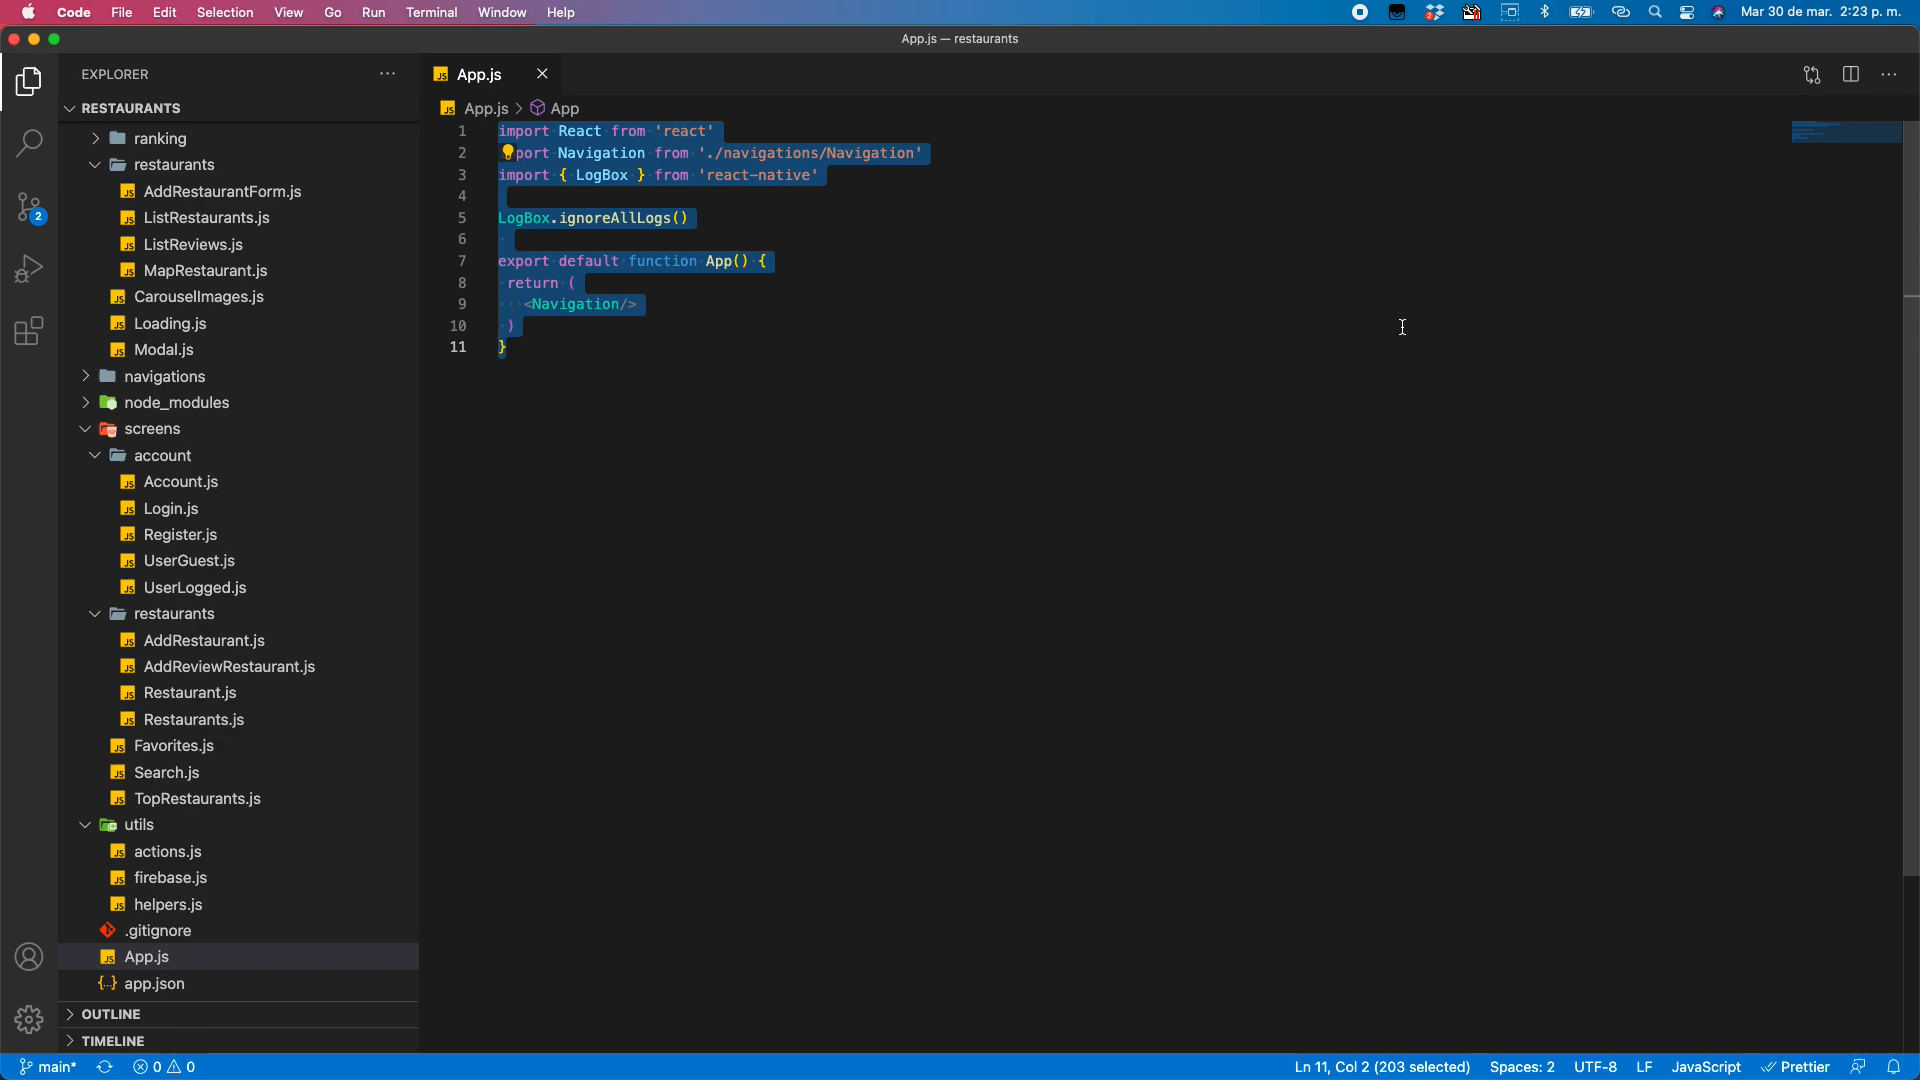 Code File Edit Selection View Go Run Terminal Window Help
2
Mar 30 de mar. 2:23 p. m.
App.js — restaurants
EXPLORER
App.js
RESTAURANTS
App.js > App
ranking
restaurants
AddRestaurantForm.js
ListRestaurants.js
ListReviews.js
MapRestaurant.js
CarouselImages.js
Loading.js
Modal.js
navigations
node_modules
screens
account
Account.js
Login.js
Register.js
UserGuest.js
UserLogged.js
restaurants
AddRestaurant.js
AddReviewRestaurant.js
Restaurant.js
Restaurants.js
Favorites.js
Search.js
TopRestaurants.js
utils
actions.js
firebase.js
helpers.js
.gitignore
App.js
app.json
OUTLINE
TIMELINE
2
1 import React from 'react'
2 port Navigation from './navigations/Navigation'
3 import { LogBox } from 'react-native'
4
5 LogBox.ignoreAllLogs()
6
7 export default function App() {
8 return (
9 <Navigation/>
10 )
11 }
main* 0 0 Ln 11, Col 2 (203 selected) Spaces: 2 UTF-8 LF JavaScript Prettier